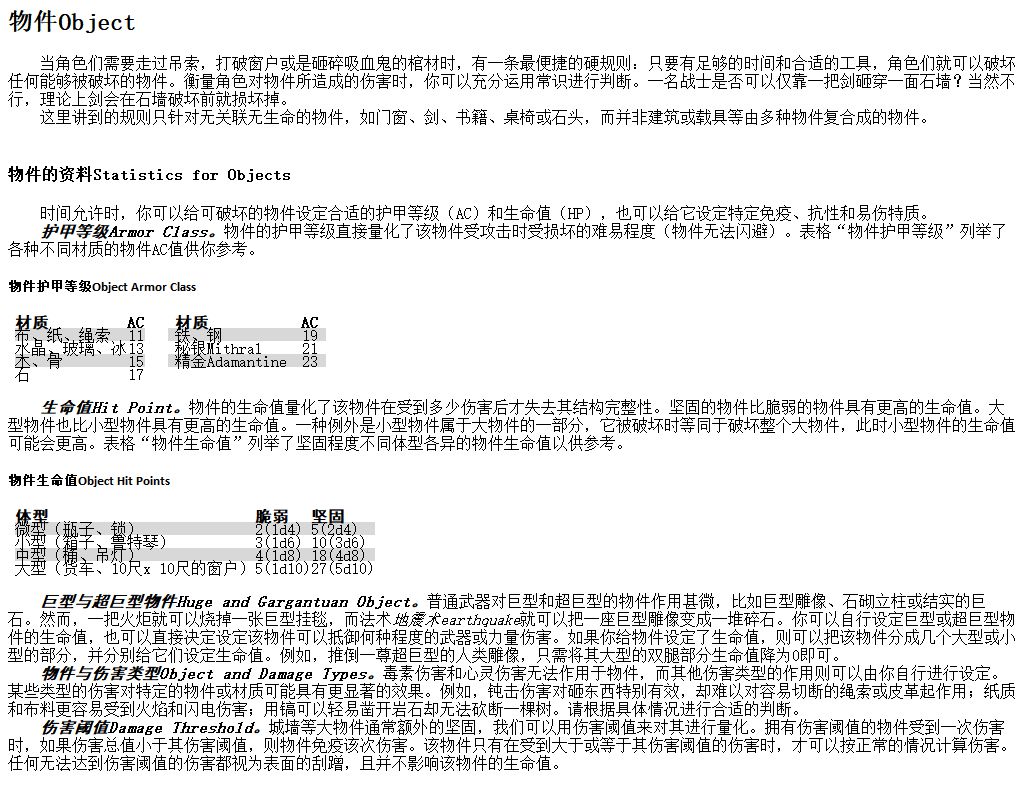 物件Object
当角色们需要走过吊索，打破窗户或是砸碎吸血鬼的棺材时，有一条最便捷的硬规则：只要有足够的时间和合适的工具，角色们就可以破坏
任何能够被破坏的物件。衡量角色对物件所造成的伤害时，你可以充分运用常识进行判断。一名战士是否可以仅靠一把剑砸穿一面石墙？当然不
行，理论上剑会在石墙破坏前就损坏掉。
这里讲到的规则只针对无关联无生命的物件，如门窗、剑、书籍、桌椅或石头，而并非建筑或载具等由多种物件复合成的物件。
物件的资料Statistics for Objects
时间允许时，你可以给可破坏的物件设定合适的护甲等级（AC）和生命值（HP），也可以给它设定特定免疫、抗性和易伤特质。
护甲等级Armor Class。物件的护甲等级直接量化了该物件受攻击时受损坏的难易程度（物件无法闪避）。表格“物件护甲等级”列举了
各种不同材质的物件AC值供你参考。
物件护甲等级Object Armor Class
材质 AC 材质 AC
布、纸、绳索 11 铁、钢 19
水晶、玻璃、冰13 秘银Mithral 21
木、骨 15 精金Adamantine 23
石 17
生命值Hit Point。物件的生命值量化了该物件在受到多少伤害后才失去其结构完整性。坚固的物件比脆弱的物件具有更高的生命值。大
型物件也比小型物件具有更高的生命值。一种例外是小型物件属于大物件的一部分，它被破坏时等同于破坏整个大物件，此时小型物件的生命值
可能会更高。表格“物件生命值”列举了坚固程度不同体型各异的物件生命值以供参考。
物件生命值Object Hit Points
体型 脆弱 坚固
微型（瓶子、锁） 2(1d4) 5(2d4)
小型（箱子、鲁特琴） 3(1d6) 10(3d6)
中型（桶、吊灯） 4(1d8) 18(4d8)
大型（货车、10尺x 10尺的窗户）5(1d10)27(5d10)
巨型与超巨型物件Huge and Gargantuan Object。普通武器对巨型和超巨型的物件作用甚微，比如巨型雕像、石砌立柱或结实的巨
石。然而，一把火炬就可以烧掉一张巨型挂毯，而法术地震术earthquake就可以把一座巨型雕像变成一堆碎石。你可以自行设定巨型或超巨型物
件的生命值，也可以直接决定设定该物件可以抵御何种程度的武器或力量伤害。如果你给物件设定了生命值，则可以把该物件分成几个大型或小
型的部分，并分别给它们设定生命值。例如，推倒一尊超巨型的人类雕像，只需将其大型的双腿部分生命值降为0即可。
物件与伤害类型Object and Damage Types。毒素伤害和心灵伤害无法作用于物件，而其他伤害类型的作用则可以由你自行进行设定。
某些类型的伤害对特定的物件或材质可能具有更显著的效果。例如，钝击伤害对砸东西特别有效，却难以对容易切断的绳索或皮革起作用；纸质
和布料更容易受到火焰和闪电伤害；用镐可以轻易凿开岩石却无法砍断一棵树。请根据具体情况进行合适的判断。
伤害阈值Damage Threshold。城墙等大物件通常额外的坚固，我们可以用伤害阈值来对其进行量化。拥有伤害阈值的物件受到一次伤害
时，如果伤害总值小于其伤害阈值，则物件免疫该次伤害。该物件只有在受到大于或等于其伤害阈值的伤害时，才可以按正常的情况计算伤害。
任何无法达到伤害阈值的伤害都视为表面的刮蹭，且并不影响该物件的生命值。